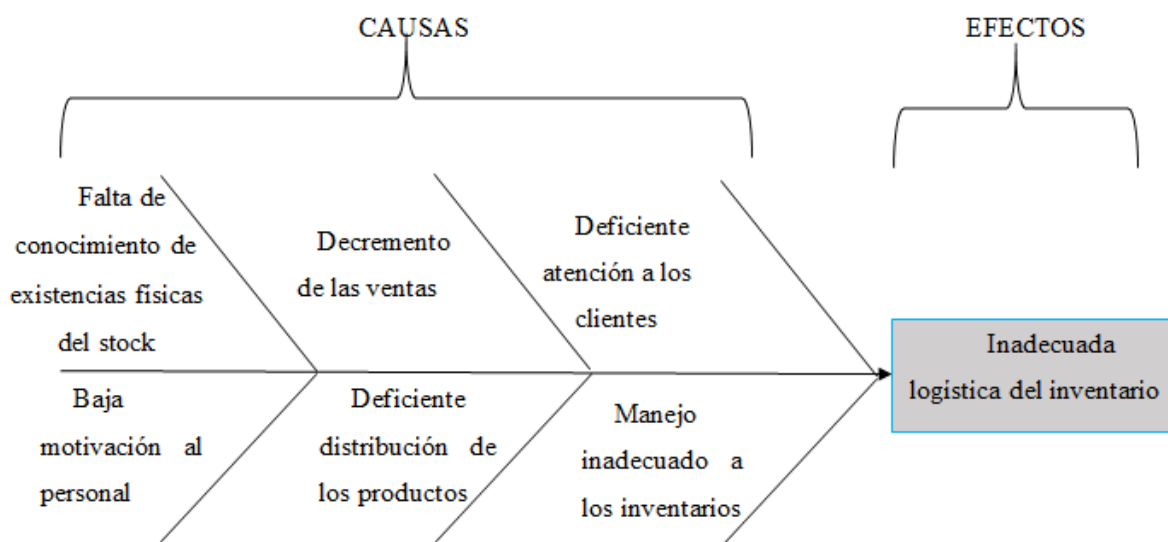 CAUSAS
EFECTOS
Falta de
conocimiento de
existencias físicas
del stock
Decremento
de las ventas
Deficiente
atención a los
clientes
Inadecuada
logística del inventario
Baja
motivación al
personal
Deficiente
distribución de
los productos
Manejo
inadecuado a
los inventarios